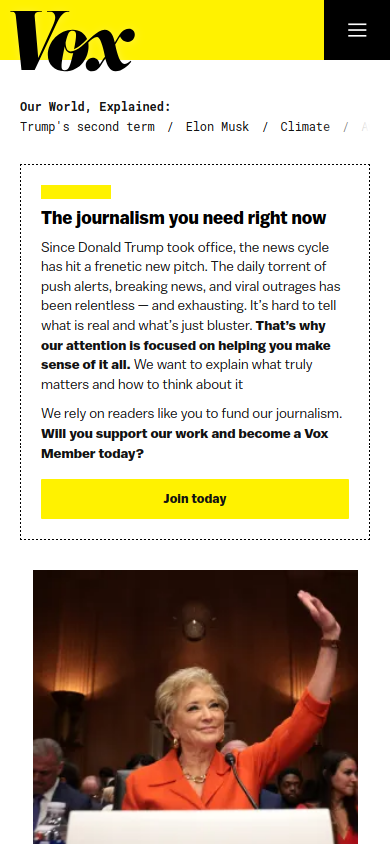 Vox
Our World, Explained:
Trump's second term / Elon Musk / Climate / A
The journalism you need right now
Since Donald Trump took office, the news cycle
has hit a frenetic new pitch. The daily torrent of
push alerts, breaking news, and viral outrages has
been relentless — and exhausting. It’s hard to tell
what is real and what’s just bluster. That’s why
our attention is focused on helping you make
sense of it all. We want to explain what truly
matters and how to think about it
We rely on readers like you to fund our journalism.
Will you support our work and become a Vox
Member today?
Join today